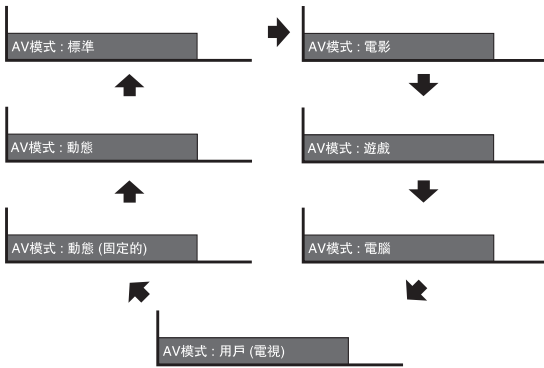 AV模式 : 標準
AV模式 : 電影
AV模式 : 動態
AV模式 : 遊戲
AV模式 : 動態 (固定的)
AV模式 : 電腦
AV模式 : 用戶 (電視)